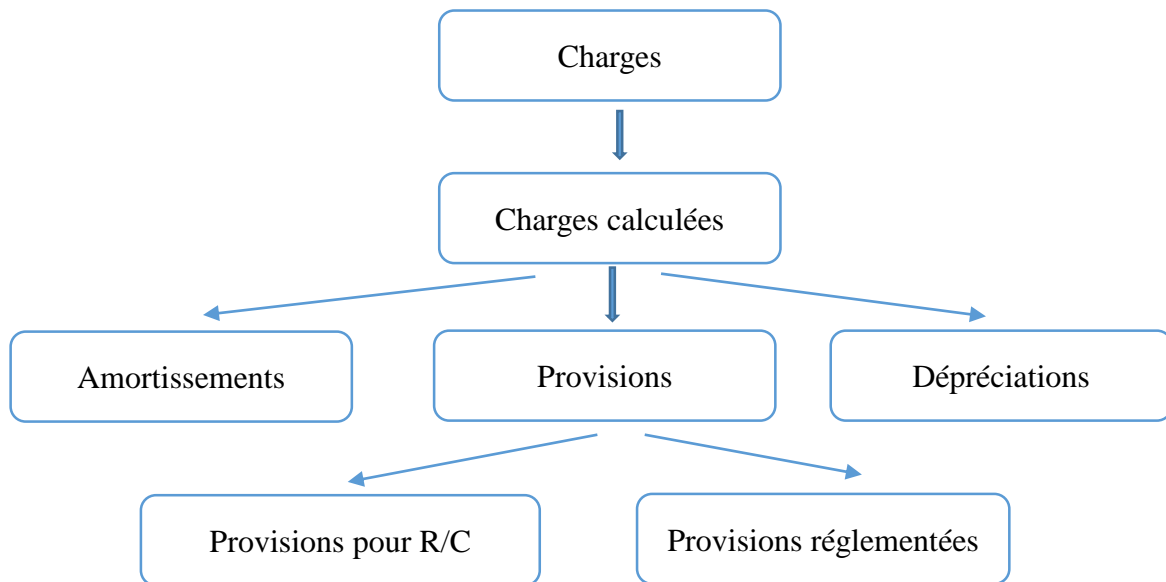 Charges
Charges calculées
Amortissements
Provisions
Dépréciations
Provisions pour R/C
Provisions réglementées